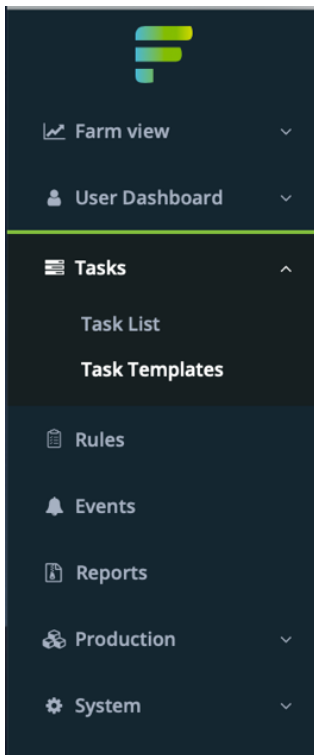 Farm view
User Dashboard
Tasks
Task List
Task Templates
Rules
Events
Reports
Production
System